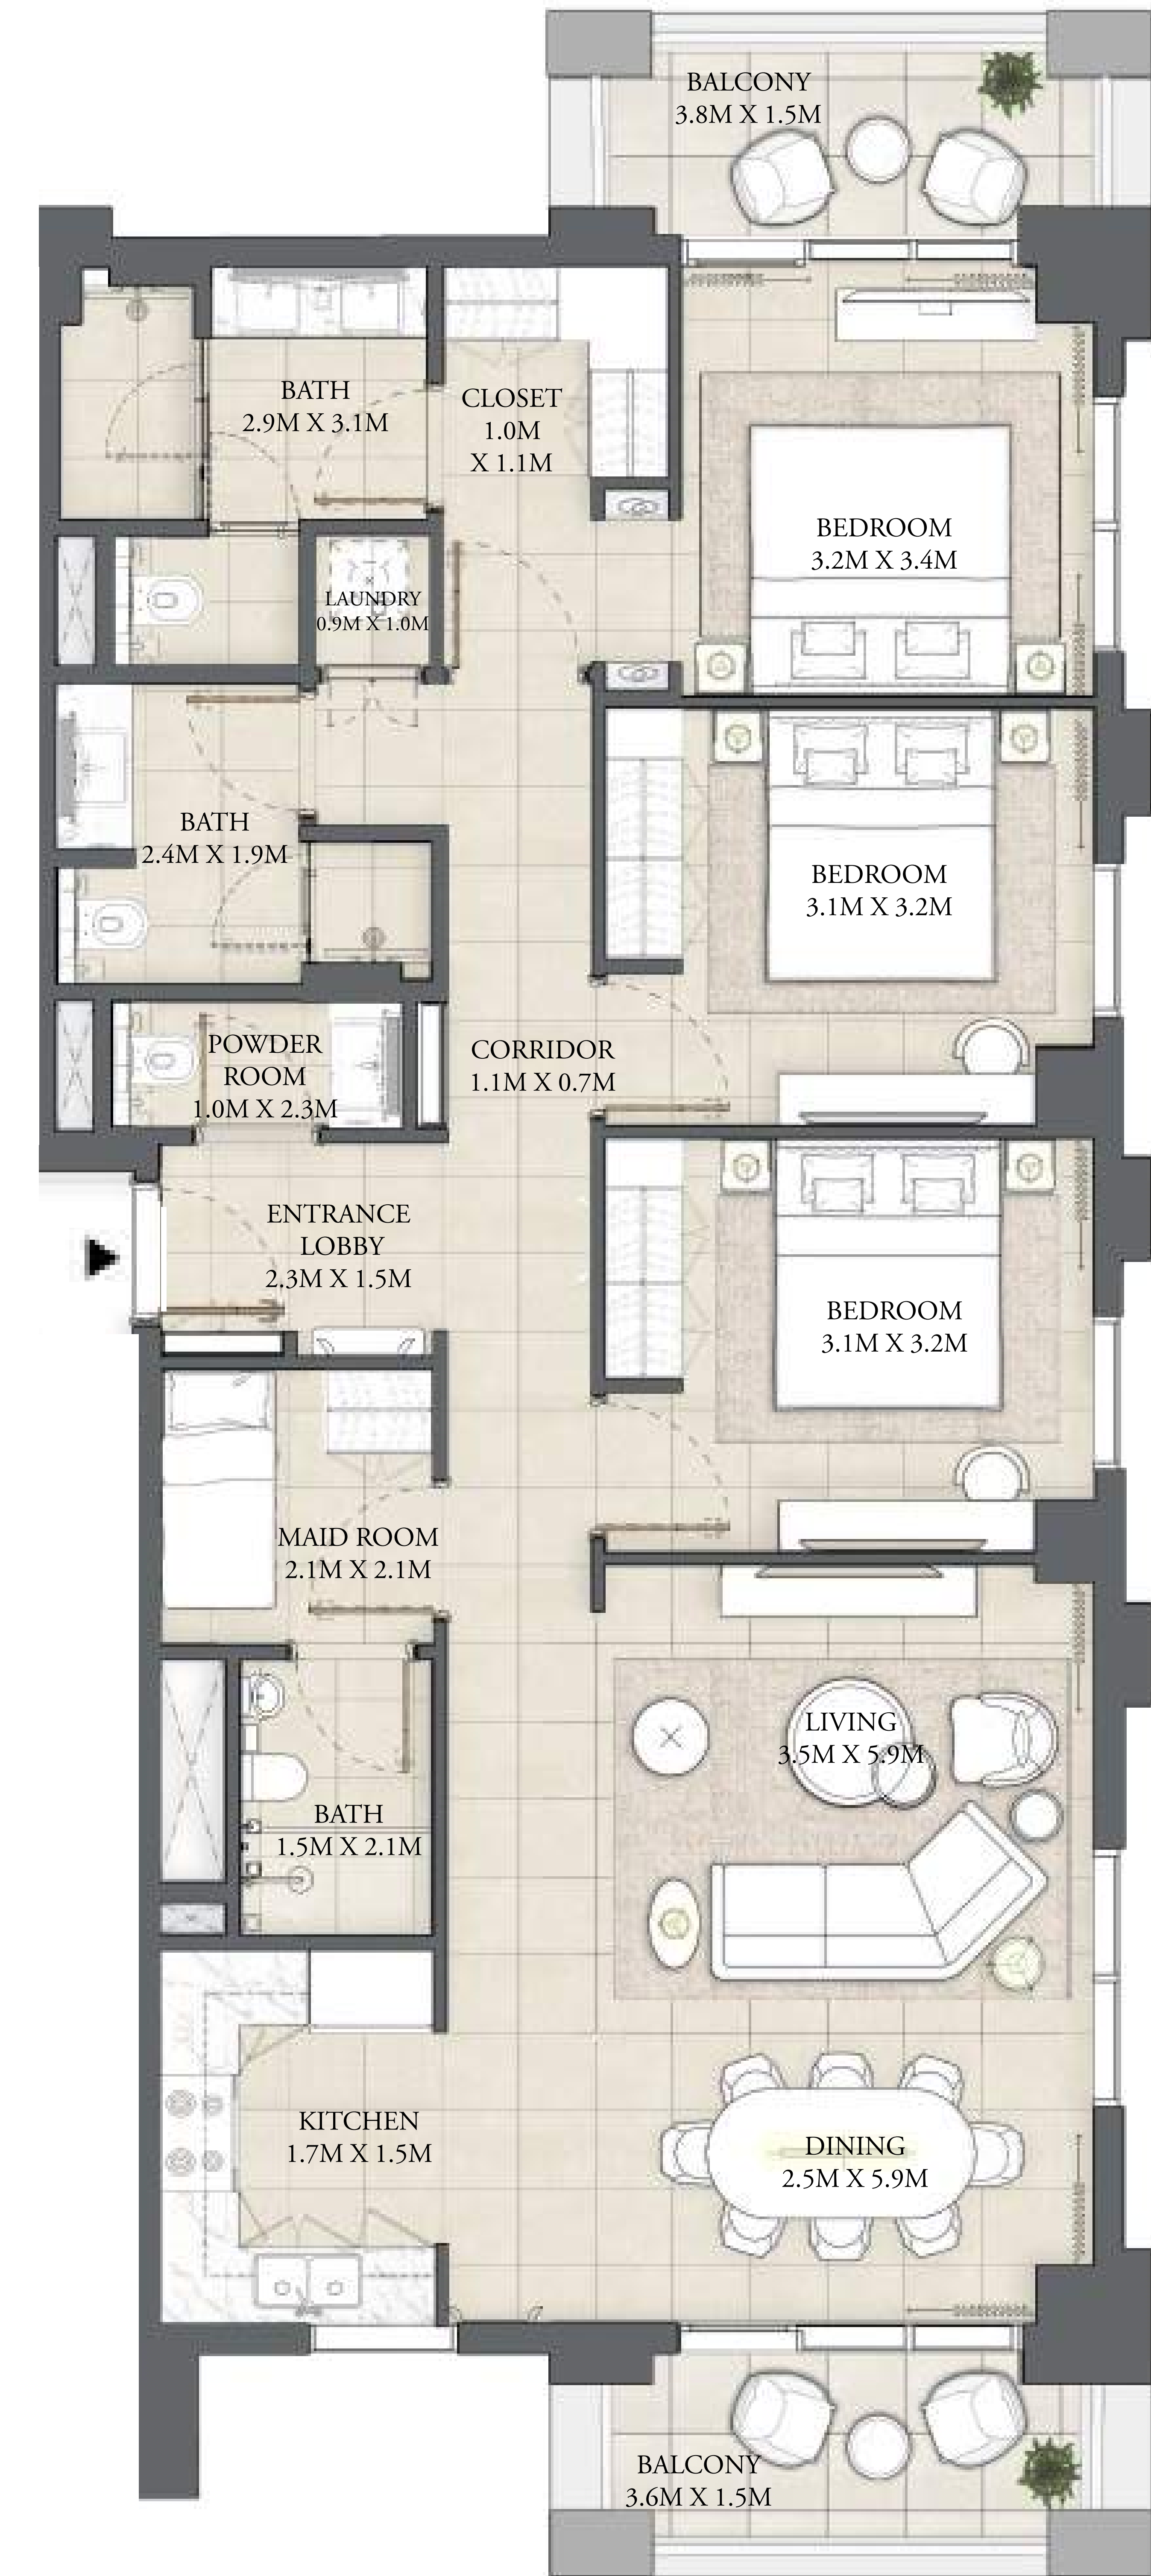 BALCONY
3.8M X 1.5M
BATH
2.9M X 3.1M
CLOSET
1.0M
X 1.1M
BEDROOM
3.2M X 3.4M
LAUNDRY
0.9M X 1.0M
BATH
2.4M X 1.9M
BEDROOM
3.1M X 3.2M
POWDER
ROOM
1.0M X 2.3M
CORRIDOR
1.1M X 0.7M
ENTRANCE
LOBBY
2.3M X 1.5M
BEDROOM
3.1M X 3.2M
MAID ROOM
2.1M X 2.1M
LIVING
3.5M X 5.9M
BATH
1.5M X 2.1M
KITCHEN
1.7M X 1.5M
DINING
2.5M X 5.9M
BALCONY
3.6M X 1.5M